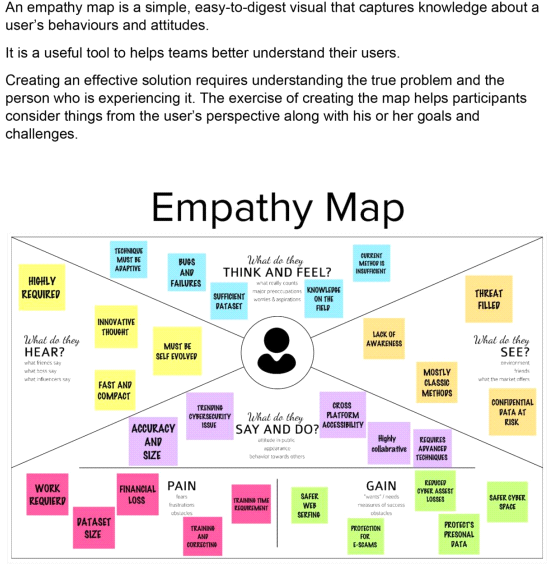 An empathy map is a simple, easy-to-digest visual that captures knowledge about a
user's behaviours and attitudes.
It is a useful tool to helps teams better understand their users.
Creating an effective solution requires understanding the true problem and the
person who is experiencing it. The exercise of creating the map helps participants
consider things from the user's perspective along with his or her goals and
challenges.
Empathy Map
What do they
THINK AND FEEL?
what really counts
major preoccupations
worries & aspirations
TECHNIQUE
MUST BE
ADAPTIVE
BUGS
AND
FAILURES
SUFFICIENT
DATASET
KNOWLEDGE
ON THE
FIELD
CURRENT
METHOD IS
INSUFFICIENT
What do they
HEAR?
what friends say
what boss say
what influencers say
HIGHLY
REQUIRED
INNOVATIVE
THOUGHT
MUST BE
SELF EVOLVED
FAST AND
COMPACT
What do they
SEE?
environment
friends
what the market offers
THREAT
FILLED
LACK OF
AWARENESS
MOSTLY
CLASSIC
METHODS
CONFIDENTIAL
DATA AT
RISK
What do they
SAY AND DO?
attitude in public
appearance
behavior towards others
ACCURACY
AND
SIZE
TRENDING
CYBERSECURITY
ISSUE
CROSS
PLATFORM
ACCESSIBILITY
Highly
collabrative
REQUIRES
ADVANCED
TECHNIQUES
PAIN
fears
frustrations
obstacles
WORK
REQUIERD
DATASET
SIZE
FINANCIAL
LOSS
TRAINING
AND
CORRECTING
TRAINING TIME
REQUIREMENT
GAIN
"wants" / needs
measures of success
obstacles
SAFER
WEB
SERFING
PROTECTION
FOR
E-SCAMS
REDUCED
CYBER ASSEST
LOSSES
PROTECTS
PRESONAL
DATA
SAFER CYBER
SPACE